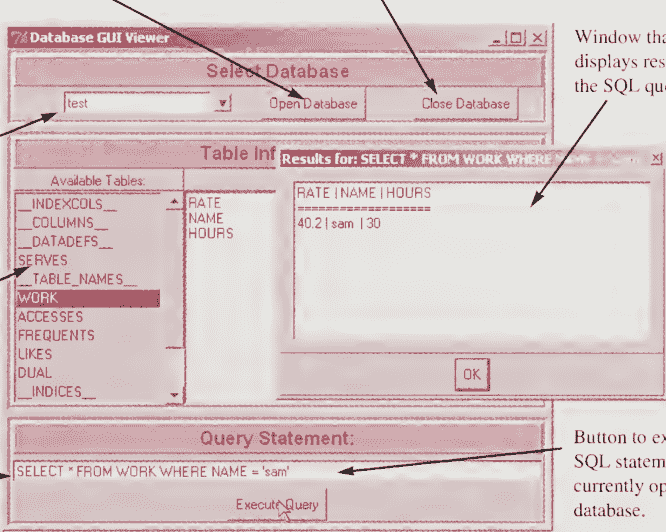 Database GUI Viewer
Window tha
displays res
the SQL que
Select Database
test
Open Database
Close Database
Table Inf
Results for: SELECT * FROM WORK WHERE
Available Tables:
__INDEXCOLS__
__COLUMNS__
__DATADEFS__
SERVES
__TABLE_NAMES__
WORK
ACCESSES
FREQUENTS
LIKES
DUAL
__INDICES__
RATE
NAME
HOURS
RATE | NAME | HOURS
===================
40.2 | sam | 30
OK
Query Statement:
SELECT * FROM WORK WHERE NAME = 'sam'
Execute Query
Button to ex
SQL statem
currently op
database.